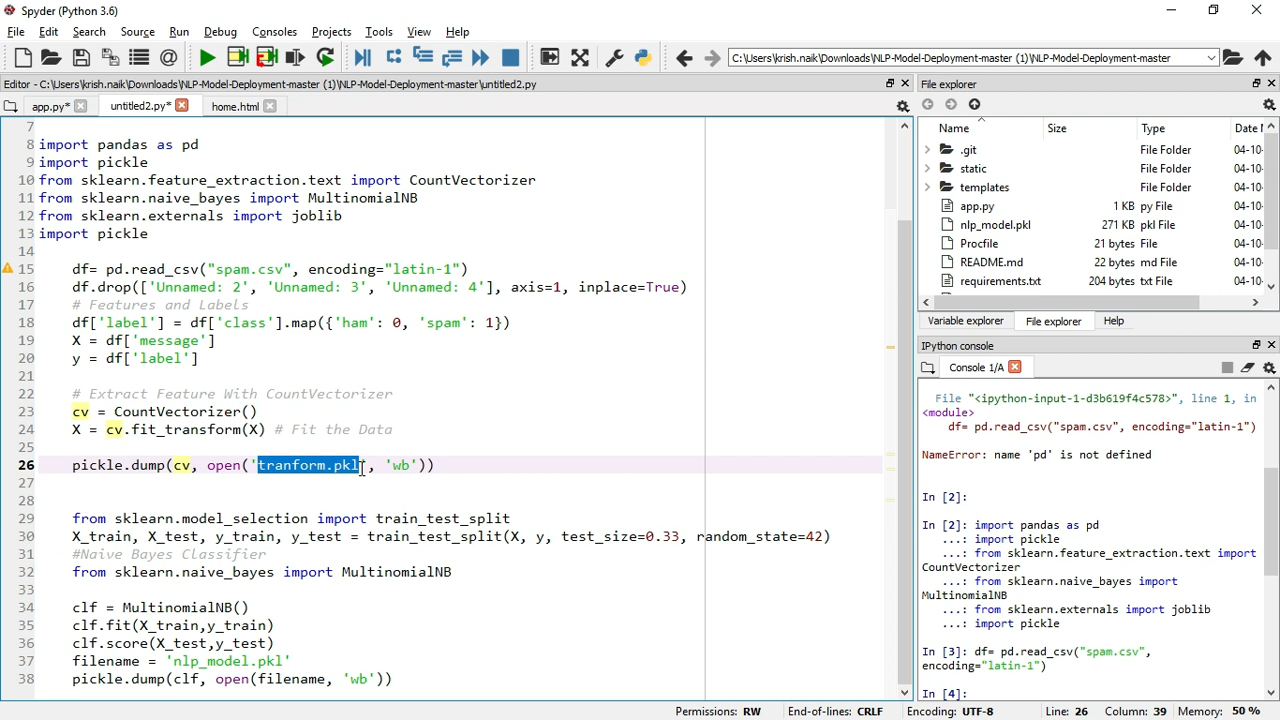 Spyder (Python 3.6)
File Edit Search Source Run Debug Consoles Projects Tools View Help
C:\Users\krish.naik\Downloads\NLP-Model-Deployment-master (1)\NLP-Model-Deployment-master
Editor - C:\Users\krish.naik\Downloads\NLP-Model-Deployment-master (1)\NLP-Model-Deployment-master\untitled2.py
app.py* untitled2.py* home.html
7
8 import pandas as pd
9 import pickle
10 from sklearn.feature_extraction.text import CountVectorizer
11 from sklearn.naive_bayes import MultinomialNB
12 from sklearn.externals import joblib
13 import pickle
14
15 df= pd.read_csv("spam.csv", encoding="latin-1")
16 df.drop(['Unnamed: 2', 'Unnamed: 3', 'Unnamed: 4'], axis=1, inplace=True)
17 # Features and Labels
18 df['label'] = df['class'].map({'ham': 0, 'spam': 1})
19 X = df['message']
20 y = df['label']
21
22 # Extract Feature With CountVectorizer
23 cv = CountVectorizer()
24 X = cv.fit_transform(X) # Fit the Data
25
26 pickle.dump(cv, open('tranform.pkl', 'wb'))
27
28
29 from sklearn.model_selection import train_test_split
30 X_train, X_test, y_train, y_test = train_test_split(X, y, test_size=0.33, random_state=42)
31 #Naive Bayes Classifier
32 from sklearn.naive_bayes import MultinomialNB
33
34 clf = MultinomialNB()
35 clf.fit(X_train,y_train)
36 clf.score(X_test,y_test)
37 filename = 'nlp_model.pkl'
38 pickle.dump(clf, open(filename, 'wb'))
File explorer
Name Size Type Date I
.git File Folder 04-10-
static File Folder 04-10-
templates File Folder 04-10-
app.py 1 KB py File 04-10-
nlp_model.pkl 271 KB pkl File 04-10-
Procfile 21 bytes File 04-10-
README.md 22 bytes md File 04-10-
requirements.txt 204 bytes txt File 04-10-
Variable explorer File explorer Help
IPython console
Console 1/A
File "<ipython-input-1-d3b619f4c578>", line 1, in
<module>
df= pd.read_csv("spam.csv", encoding="latin-1")
NameError: name 'pd' is not defined
In [2]:
In [2]: import pandas as pd
...: import pickle
...: from sklearn.feature_extraction.text import
CountVectorizer
...: from sklearn.naive_bayes import
MultinomialNB
...: from sklearn.externals import joblib
...: import pickle
In [3]: df= pd.read_csv("spam.csv",
encoding="latin-1")
In [4]:
Permissions: RW End-of-lines: CRLF Encoding: UTF-8 Line: 26 Column: 39 Memory: 50 %